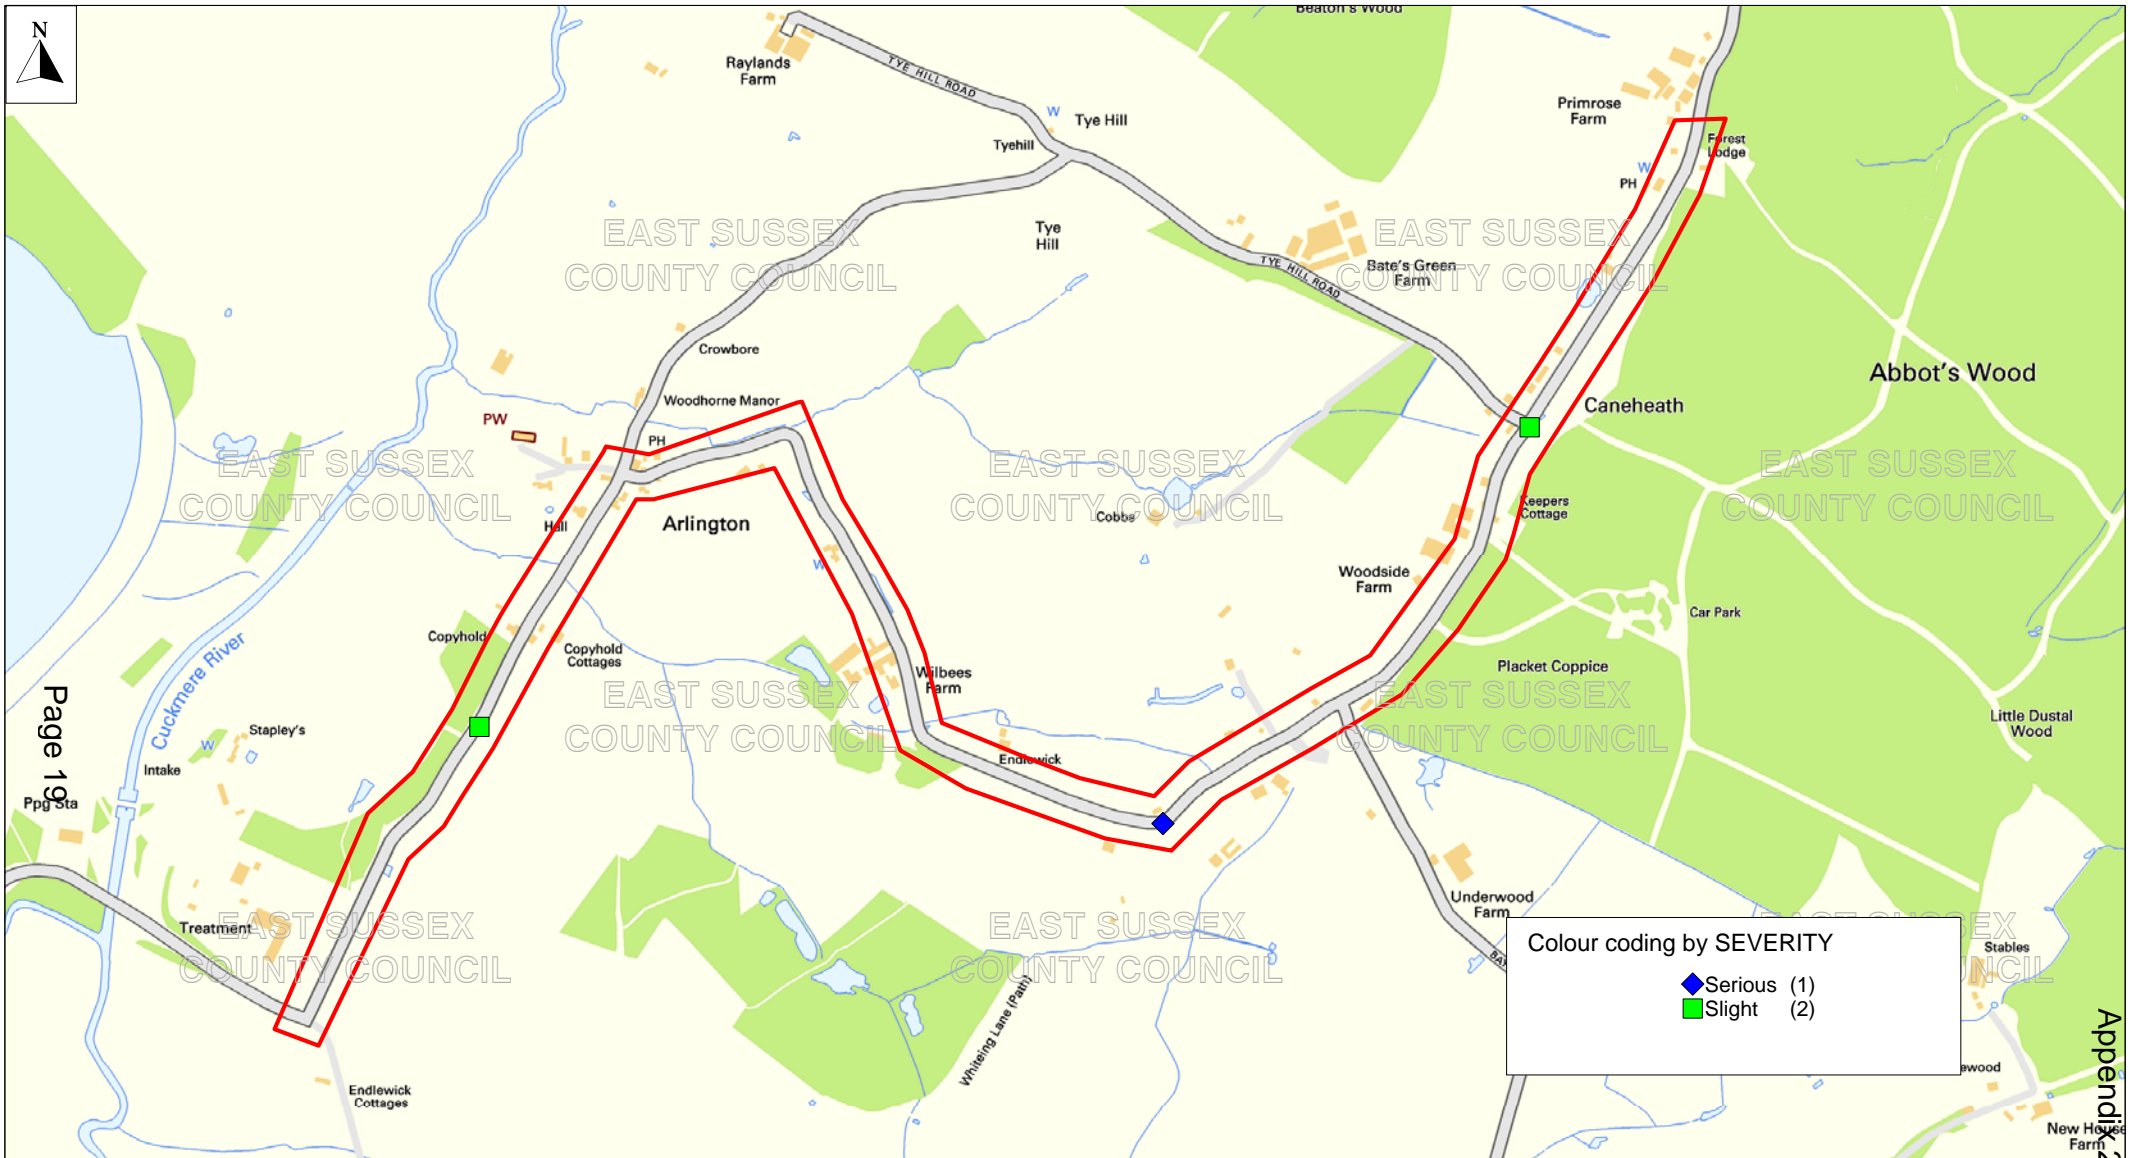 N
Beaton's Wood
Raylands
Farm
TYE HILL ROAD
W
Tye Hill
Tyehill
Primrose
Farm
Forest
Lodge
W
PH
EAST SUSSEX
COUNTY COUNCIL
Tye
Hill
EAST SUSSEX
COUNTY COUNCIL
Bate's Green
Farm
TYE HILL ROAD
Crowbore
Woodhorne Manor
Abbot's Wood
Caneheath
PW
PH
EAST SUSSEX
COUNTY COUNCIL
Hall
Arlington
EAST SUSSEX
COUNTY COUNCIL
Cobbs
Keepers
Cottage
EAST SUSSEX
COUNTY COUNCIL
W
Woodside
Farm
Car Park
Copyhold
Copyhold
Cottages
Cuckmere River
Placket Coppice
Wilbees
Farm
EAST SUSSEX
COUNTY COUNCIL
EAST SUSSEX
COUNTY COUNCIL
Little Dustal
Wood
Page 19
Stapley's
W
Intake
Endlewick
Ppg Sta
Underwood
Farm
Treatment
EAST SUSSEX
COUNTY COUNCIL
EAST SUSSEX
COUNTY COUNCIL
Whiteing Lane (Path)
BAY
EAST SUSSEX
NCIL
Stables
Colour coding by SEVERITY
Serious (1)
Slight (2)
ewood
Endlewick
Cottages
New House
Farm
Appendix 2